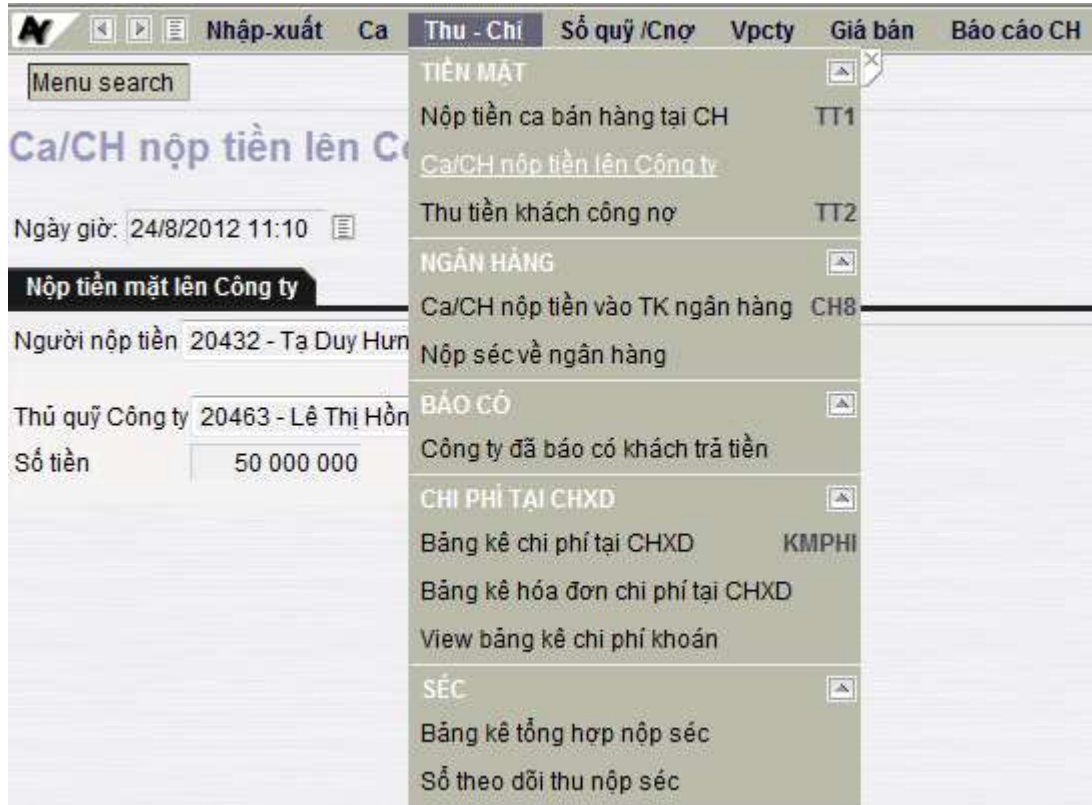 Nhập-xuất Ca Thu - Chi Sổ quỹ /Cnợ Vpcty Giá bán Báo cáo CH
Menu search
Ca/CH nộp tiền lên
Ngày giờ: 24/8/2012 11:10
Nộp tiền mặt lên Công ty
Người nộp tiền 20432 - Tạ Duy Hưn
Thủ quỹ Công ty 20463 - Lê Thị Hồn
Số tiền 50 000 000
TIỀN MẶT
Nộp tiền ca bán hàng tại CH TT1
Ca/CH nộp tiền lên Công ty
Thu tiền khách công nợ TT2
NGÂN HÀNG
Ca/CH nộp tiền vào TK ngân hàng CH8
Nộp séc về ngân hàng
BÁO CÓ
Công ty đã báo có khách trả tiền
CHI PHÍ TẠI CHXD
Bảng kê chi phí tại CHXD KMPHI
Bảng kê hóa đơn chi phí tại CHXD
View bảng kê chi phí khoán
SÉC
Bảng kê tổng hợp nộp séc
Sổ theo dõi thu nộp séc